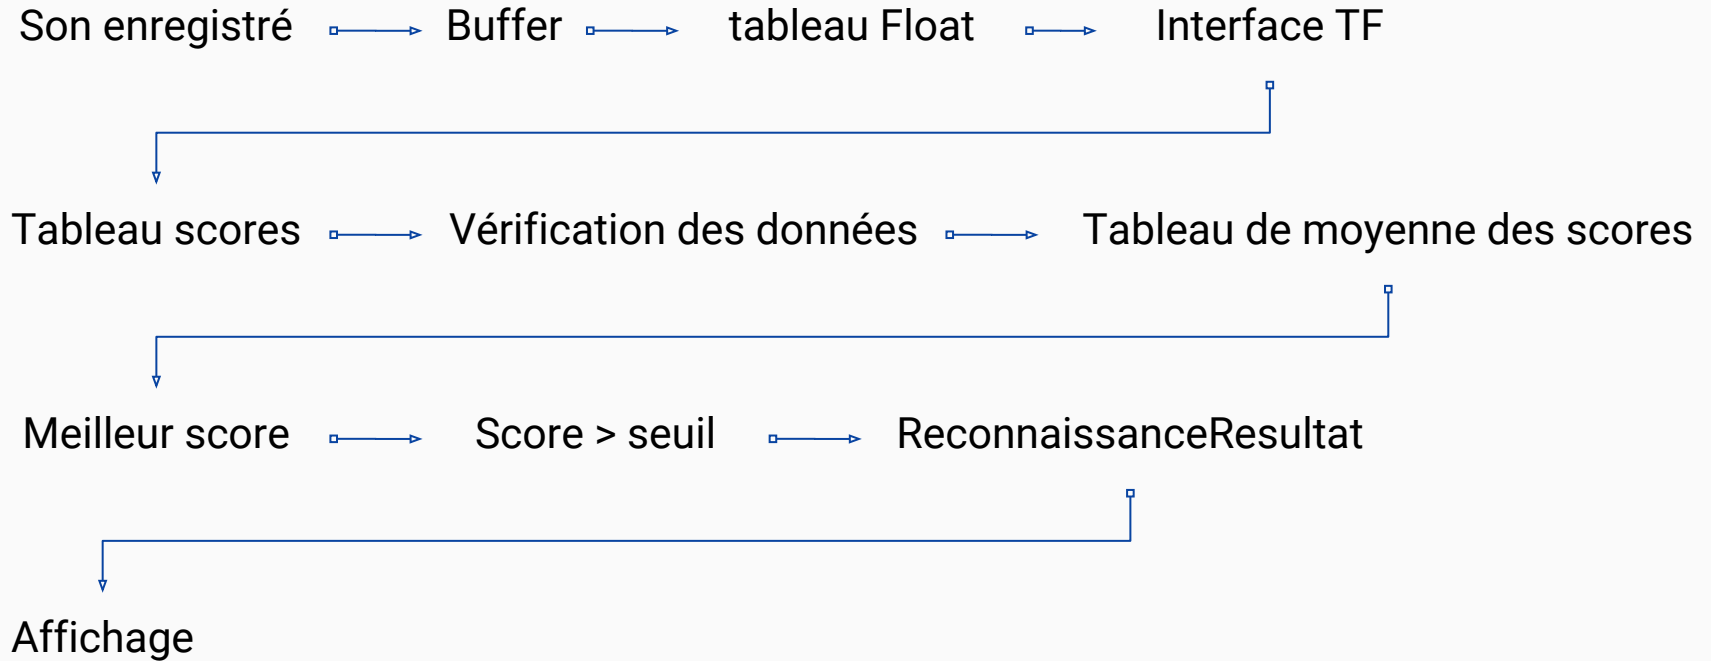 Son enregistré Buffer tableau Float Interface TF
Tableau scores Vérification des données Tableau de moyenne des scores
Meilleur score Score > seuil ReconnaissanceResultat
Affichage